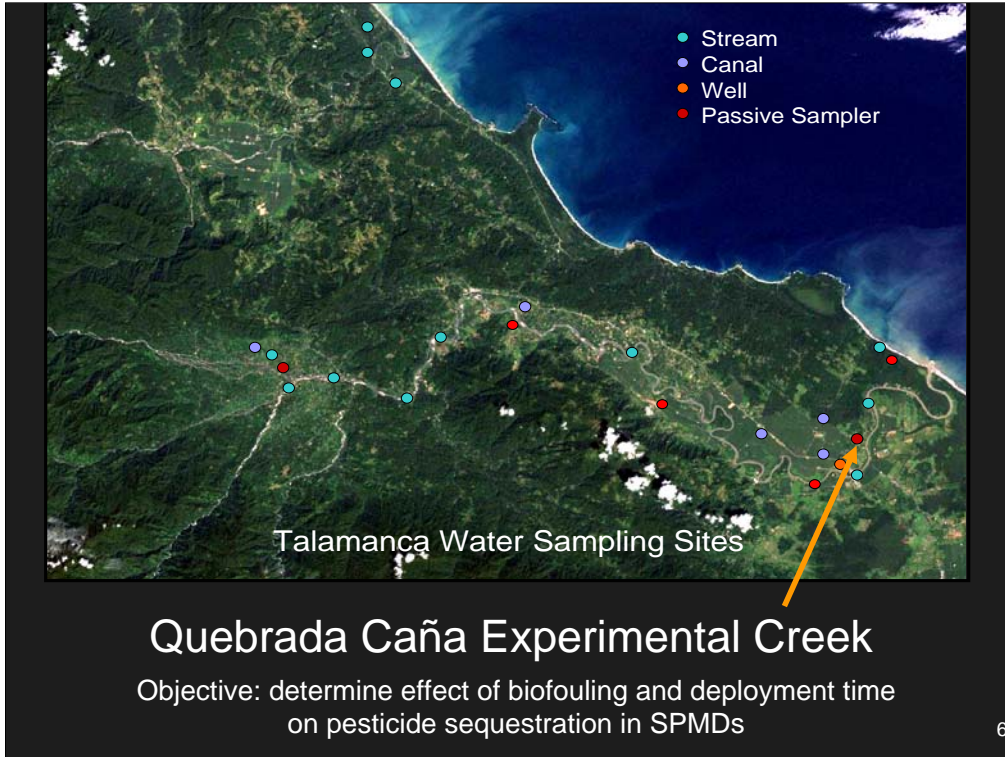 Stream
Canal
Well
Passive Sampler
Talamanca Water Sampling Sites
Quebrada Caña Experimental Creek
Objective: determine effect of biofouling and deployment time
on pesticide sequestration in SPMDs
6